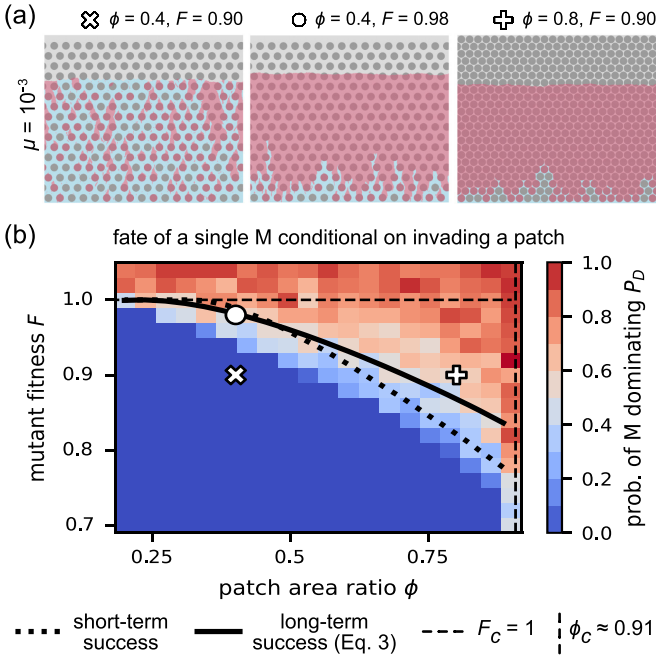 (a)
ϕ = 0.4, F = 0.90
ϕ = 0.4, F = 0.98
ϕ = 0.8, F = 0.90
μ = 10⁻³
(b)
fate of a single M conditional on invading a patch
mutant fitness F
1.0
0.9
0.8
0.7
0.25
0.5
0.75
patch area ratio ϕ
1.0
0.8
0.6
0.4
0.2
0.0
prob. of M dominating P_D
short-term
success
long-term
success (Eq. 3)
F_c = 1
ϕ_c ≈ 0.91